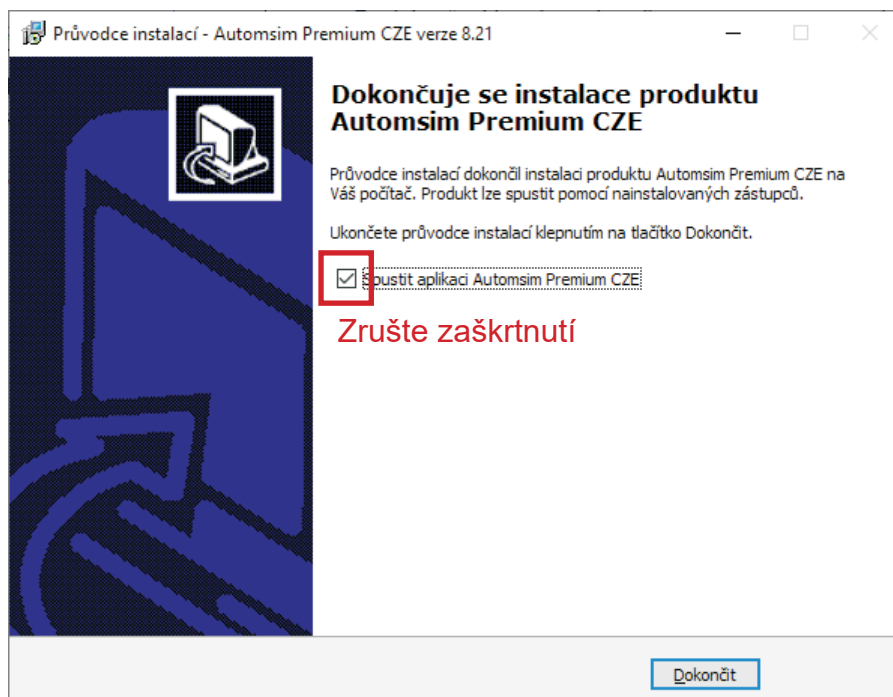 Průvodce instalací - Automsim Premium CZE verze 8.21
Dokončuje se instalace produktu
Automsim Premium CZE
Průvodce instalací dokončil instalaci produktu Automsim Premium CZE na
Váš počítač. Produkt lze spustit pomocí nainstalovaných zástupců.
Ukončete průvodce instalací klepnutím na tlačítko Dokončit.
Spustit aplikaci Automsim Premium CZE
Zrušte zaškrtnutí
Dokončit